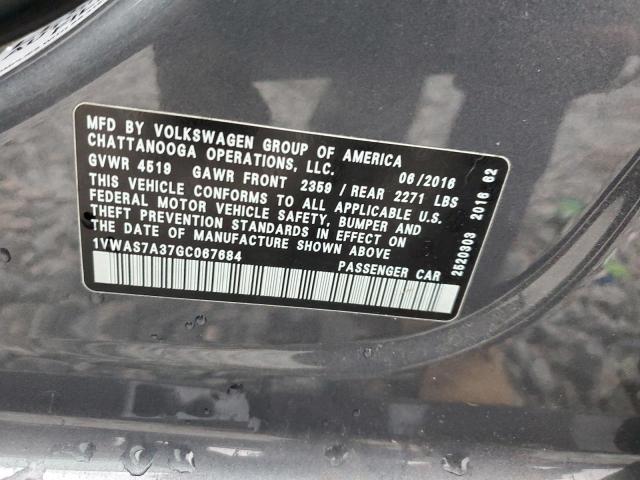 MFD BY VOLKSWAGEN GROUP OF AMERICA
CHATTANOOGA OPERATIONS, LLC. 06/2016
GVWR 4519 GAWR FRONT 2359 / REAR 2271 LBS
THIS VEHICLE CONFORMS TO ALL APPLICABLE U.S.
FEDERAL MOTOR VEHICLE SAFETY, BUMPER AND
THEFT PREVENTION STANDARDS IN EFFECT ON
THE DATE OF MANUFACTURE SHOWN ABOVE
1VWAS7A37GC067684 PASSENGER CAR
2520303 2016 62